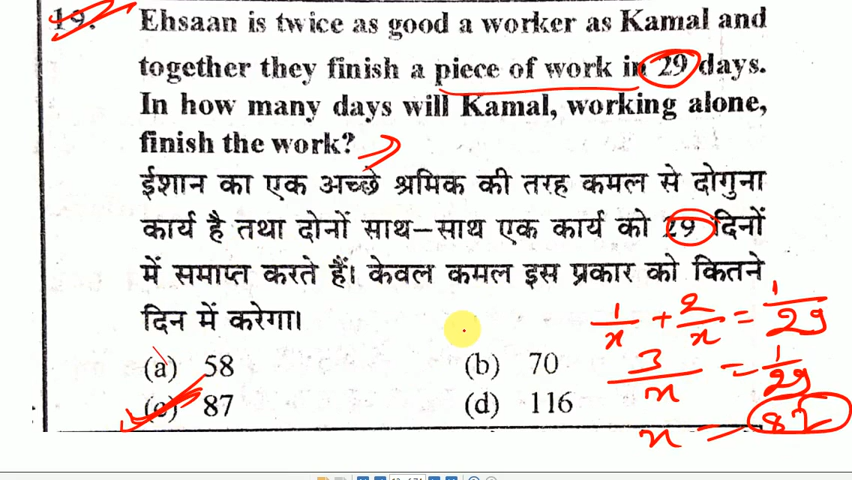 19. Ehsaan is twice as good a worker as Kamal and
together they finish a piece of work in 29 days.
In how many days will Kamal, working alone,
finish the work?
ईशान का एक अच्छे श्रमिक की तरह कमल से दोगुना
कार्य है तथा दोनों साथ-साथ एक कार्य को 29 दिनों
में समाप्त करते हैं। केवल कमल इस प्रकार को कितने
दिन में करेगा।
(a) 58 (b) 70
(c) 87 (d) 116
1/x + 2/x = 1/29
3/x = 1/29
x = 87